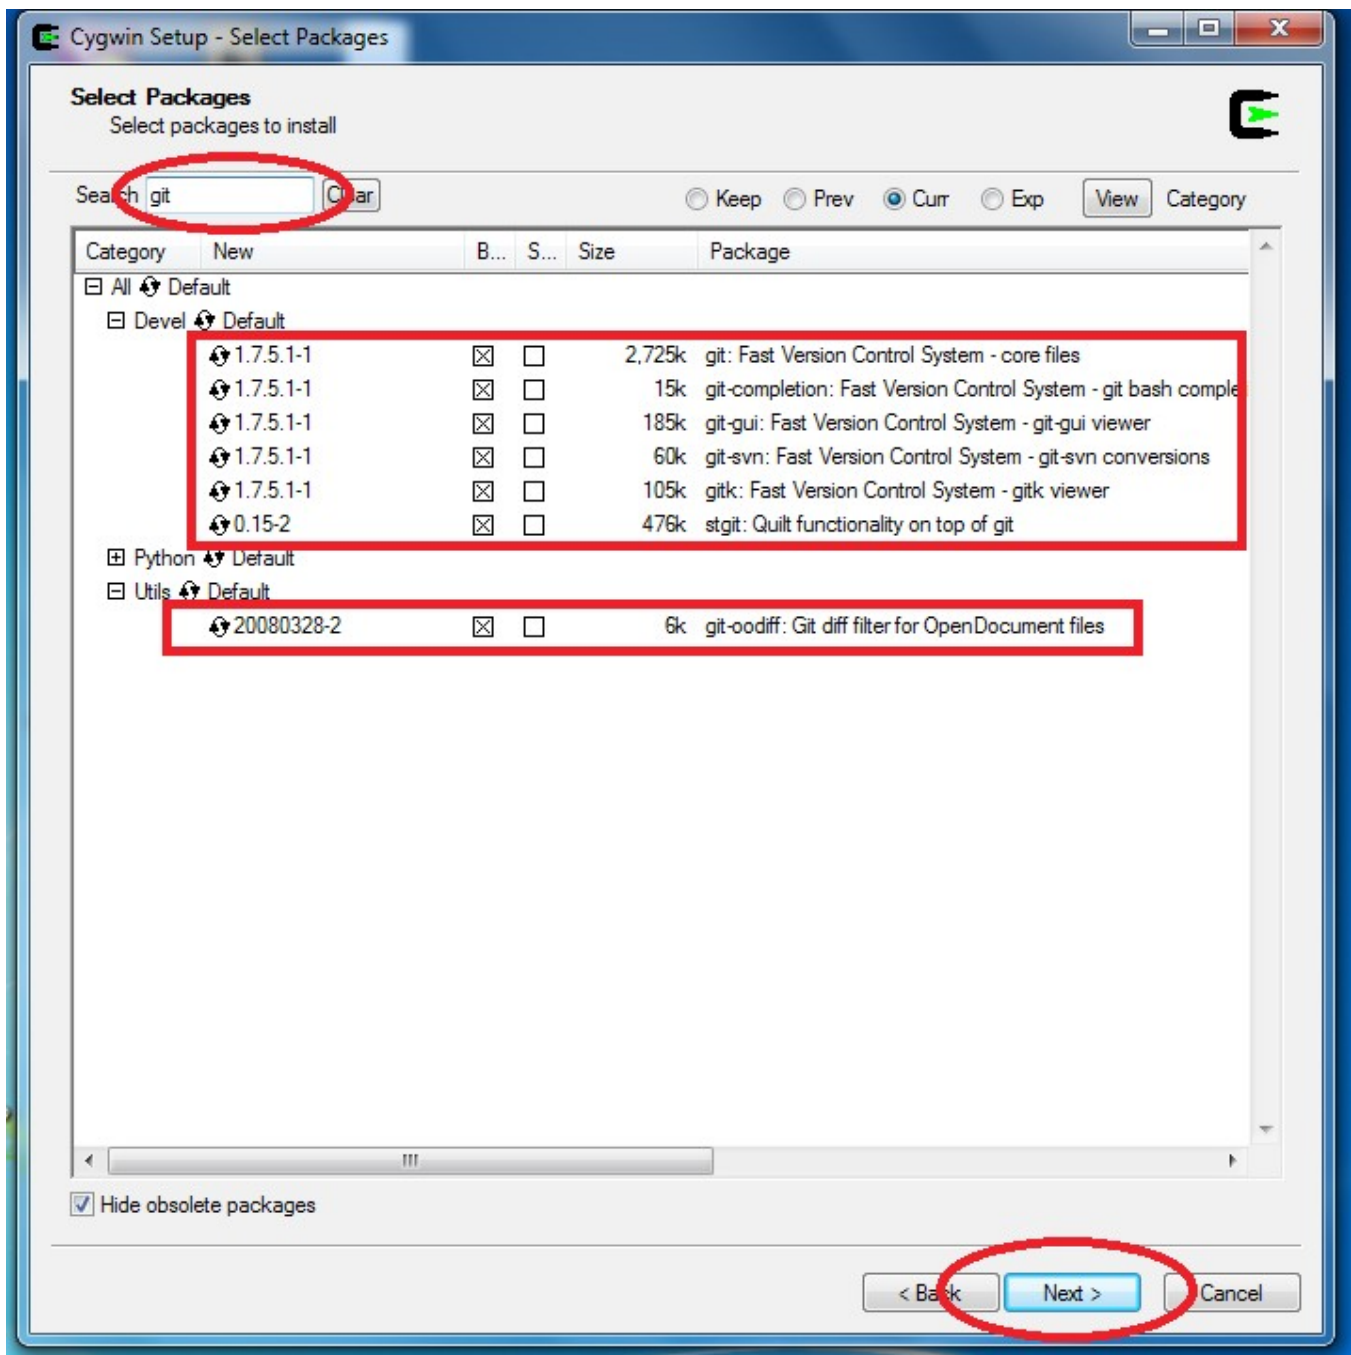 Cygwin Setup - Select Packages
Select Packages
Select packages to install
Search git Clear Keep Prev Curr Exp View Category
Category New B... S... Size Package
All Default
Devel Default
1.7.5.1-1 2,725k git: Fast Version Control System - core files
1.7.5.1-1 15k git-completion: Fast Version Control System - git bash comple
1.7.5.1-1 185k git-gui: Fast Version Control System - git-gui viewer
1.7.5.1-1 60k git-svn: Fast Version Control System - git-svn conversions
1.7.5.1-1 105k gitk: Fast Version Control System - gitk viewer
0.15-2 476k stgit: Quilt functionality on top of git
Python Default
Utils Default
20080328-2 6k git-oodiff: Git diff filter for OpenDocument files
Hide obsolete packages
< Back Next > Cancel